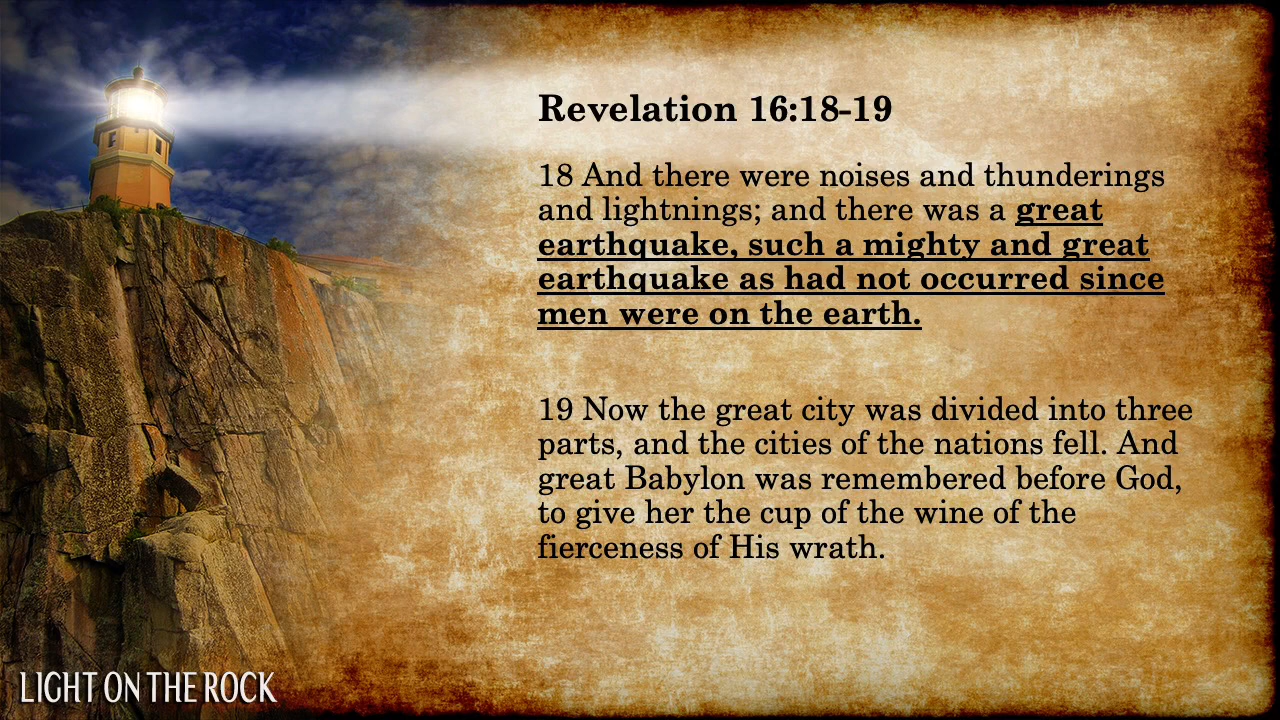 Revelation 16:18-19
18 And there were noises and thunderings
and lightnings; and there was a great
earthquake, such a mighty and great
earthquake as had not occurred since
men were on the earth.
19 Now the great city was divided into three
parts, and the cities of the nations fell. And
great Babylon was remembered before God,
to give her the cup of the wine of the
fierceness of His wrath.
LIGHT ON THE ROCK